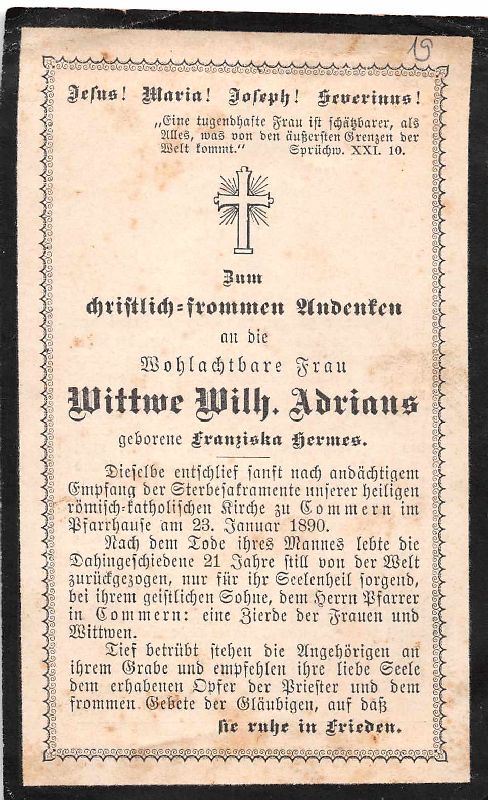 19
Jesus! Maria! Joseph! Severinus!
„Eine tugendhafte Frau ist schätzbarer, als
Alles, was von den äußersten Grenzen der
Welt kommt.“ Sprüchw. XXI. 10.
Zum
christlich-frommen Andenken
an die
Wohlachtbare Frau
Wittwe Wilh. Adrians
geborene Franziska Hermes.
Dieselbe entschlief sanft nach andächtigem
Empfang der Sterbesakramente unserer heiligen
römisch-katholischen Kirche zu Commern im
Pfarrhause am 23. Januar 1890.
Nach dem Tode ihres Mannes lebte die
Dahingeschiedene 21 Jahre still von der Welt
zurückgezogen, nur für ihr Seelenheil sorgend,
bei ihrem geistlichen Sohne, dem Herrn Pfarrer
in Commern: eine Zierde der Frauen und
Wittwen.
Tief betrübt stehen die Angehörigen an
ihrem Grabe und empfehlen ihre liebe Seele
dem erhabenen Opfer der Priester und dem
frommen Gebete der Gläubigen, auf daß
sie ruhe in Frieden.